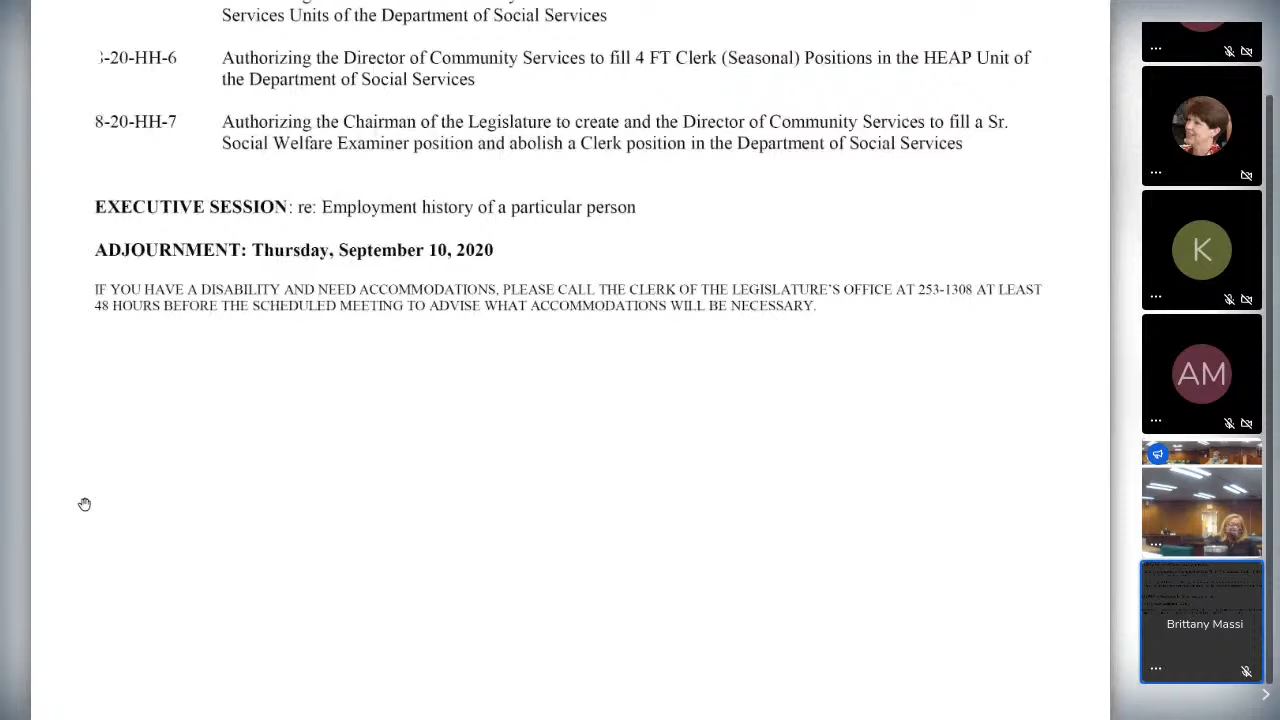 Services Units of the Department of Social Services
-20-HH-6 Authorizing the Director of Community Services to fill 4 FT Clerk (Seasonal) Positions in the HEAP Unit of
the Department of Social Services
8-20-HH-7 Authorizing the Chairman of the Legislature to create and the Director of Community Services to fill a Sr.
Social Welfare Examiner position and abolish a Clerk position in the Department of Social Services
EXECUTIVE SESSION: re: Employment history of a particular person
ADJOURNMENT: Thursday, September 10, 2020
IF YOU HAVE A DISABILITY AND NEED ACCOMMODATIONS, PLEASE CALL THE CLERK OF THE LEGISLATURE’S OFFICE AT 253-1308 AT LEAST
48 HOURS BEFORE THE SCHEDULED MEETING TO ADVISE WHAT ACCOMMODATIONS WILL BE NECESSARY.
K
AM
Brittany Massi